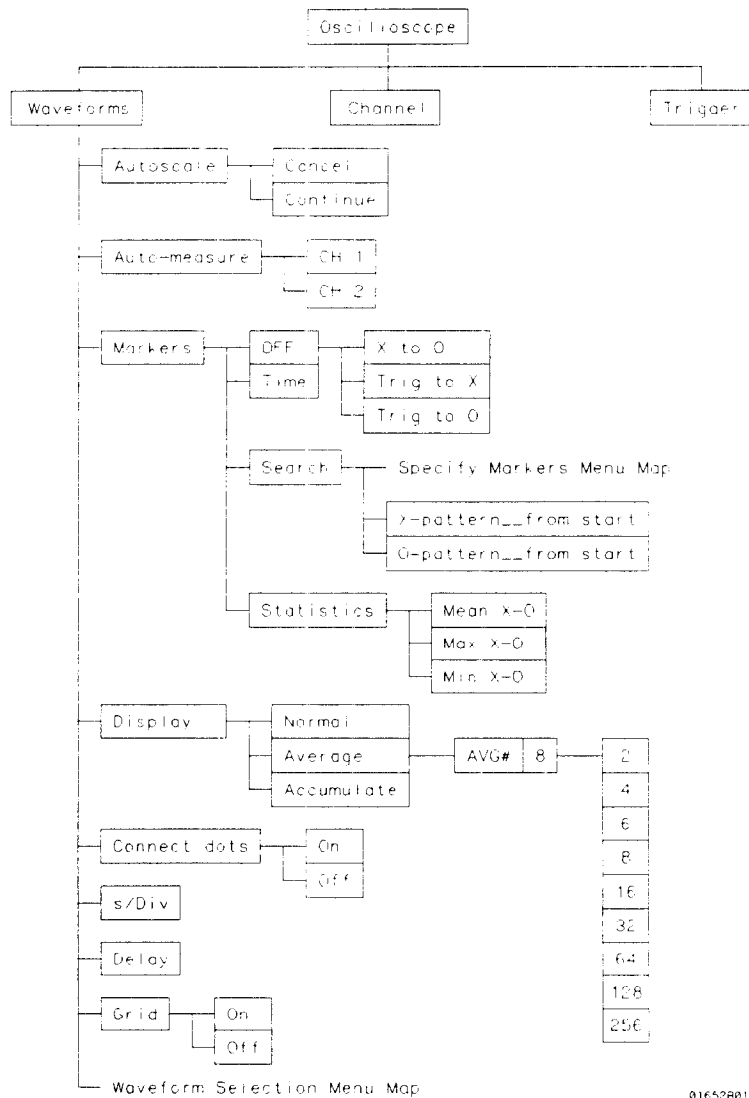 Oscilloscope
Waveforms
Channel
Trigger
Autoscale
Cancel
Continue
Auto-measure
CH 1
CH 2
Markers
OFF
X to O
Time
Trig to X
Trig to O
Search
Specify Markers Menu Map
X-pattern__from start
O-pattern__from start
Statistics
Mean X-O
Max X-O
Min X-O
Display
Normal
Average
AVG# 8
2
Accumulate
4
6
8
16
32
64
128
256
Connect dots
On
Off
s/Div
Delay
Grid
On
Off
Waveform Selection Menu Map
01652B01